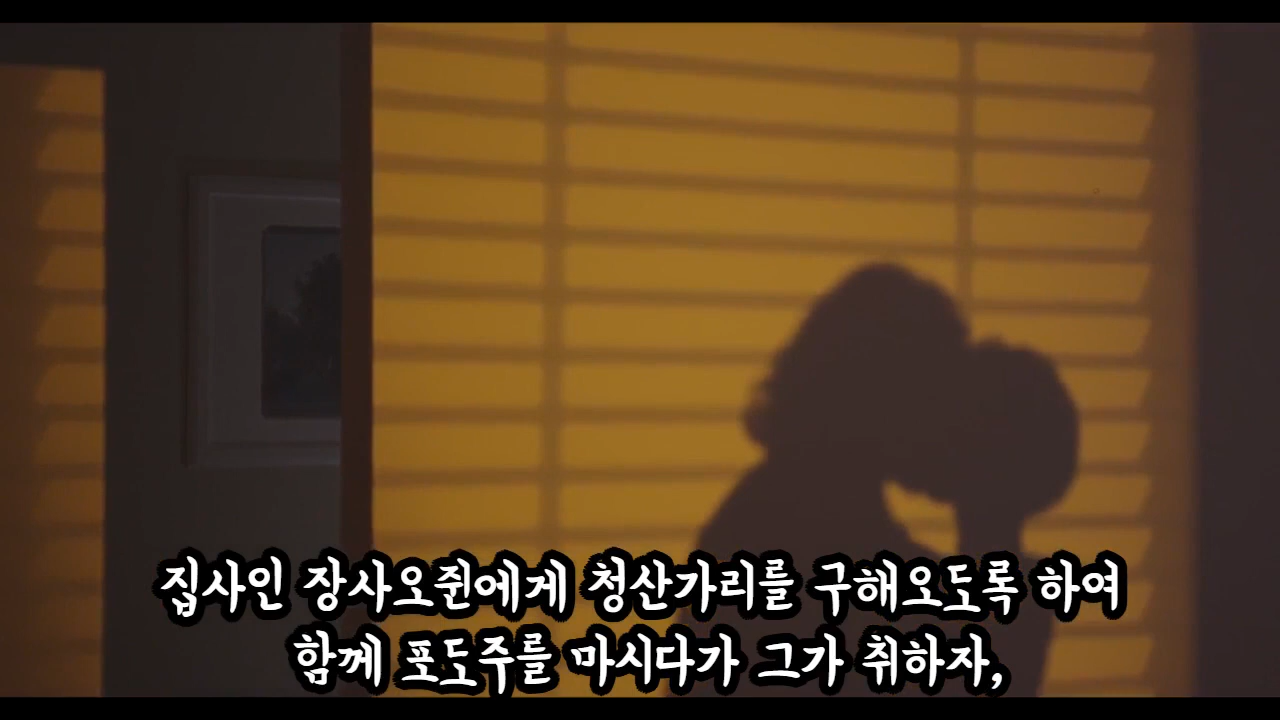 집사인 장사오쥔에게 청산가리를 구해오도록 하여
함께 포도주를 마시다가 그가 취하자,